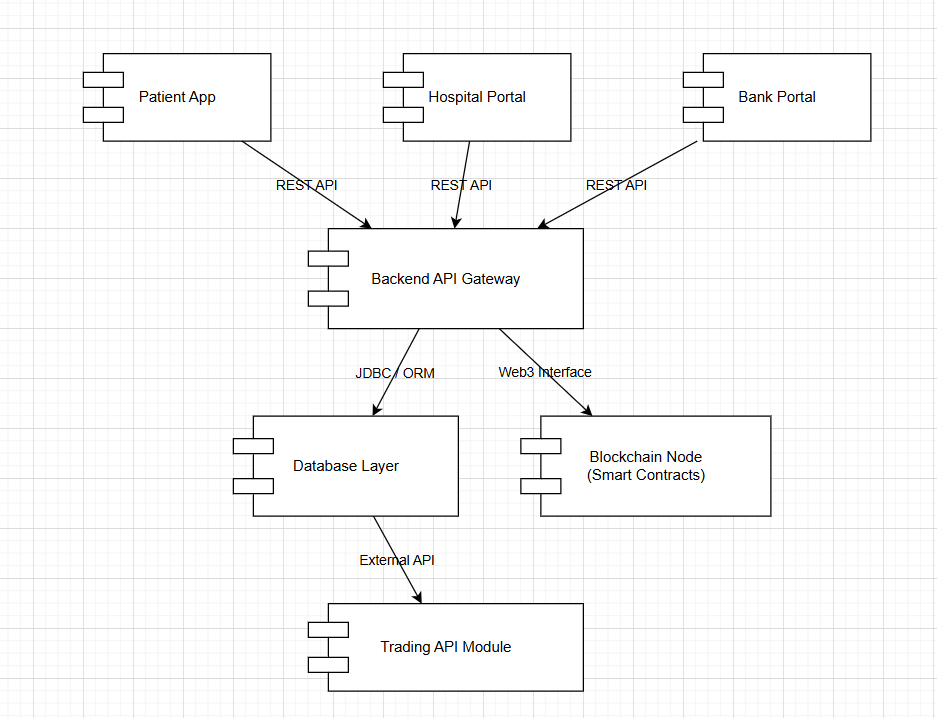 Patient App
Hospital Portal
Bank Portal
REST API
REST API
REST API
Backend API Gateway
JDBC / ORM
Web3 Interface
Database Layer
Blockchain Node
(Smart Contracts)
External API
Trading API Module